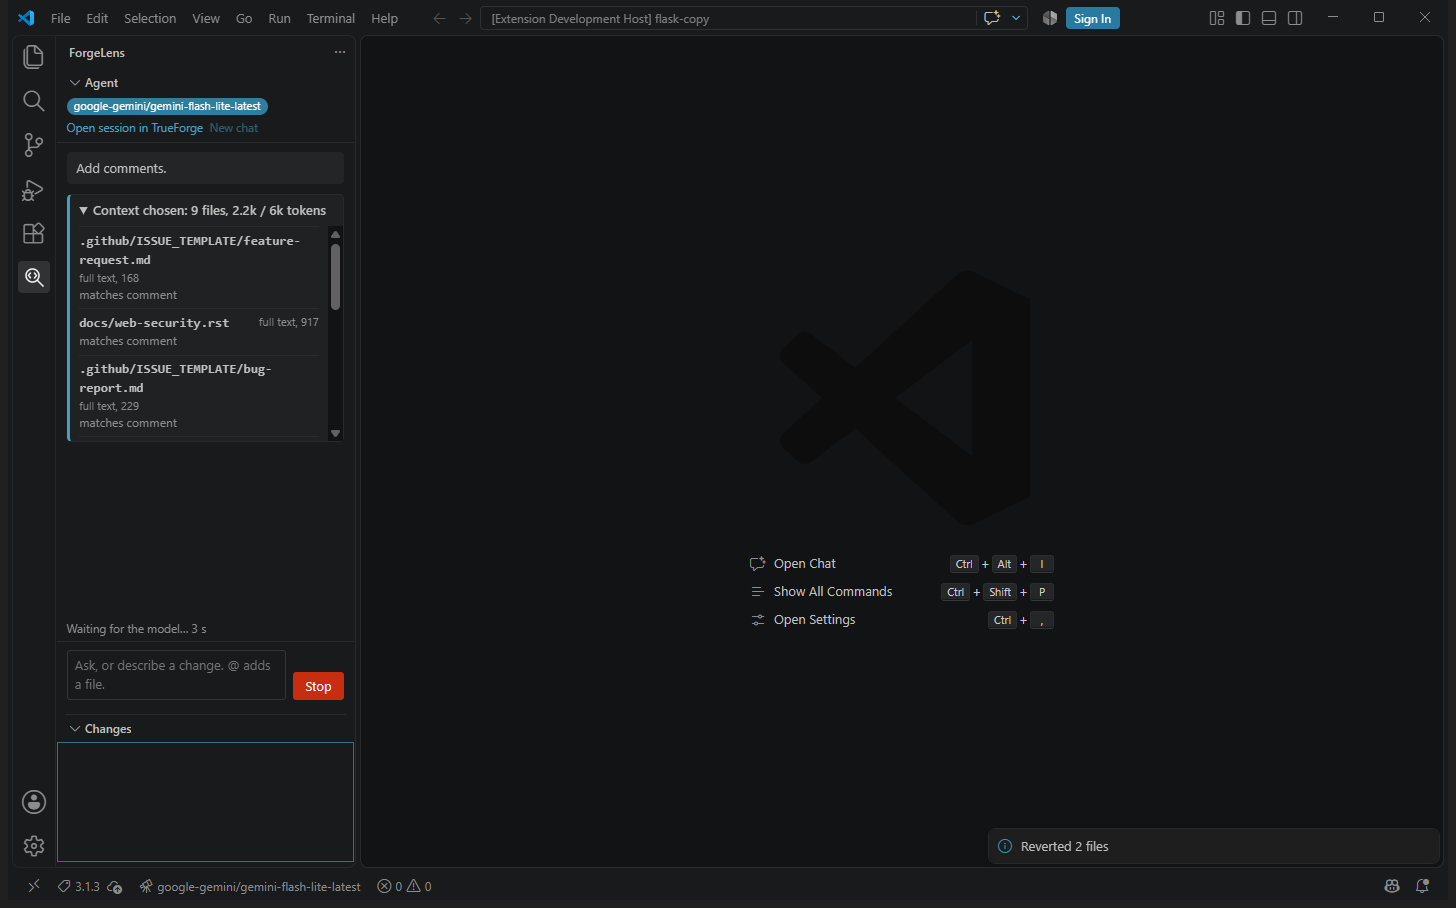 File Edit Selection View Go Run Terminal Help
[Extension Development Host] flask-copy
Sign In
ForgeLens
Agent
google-gemini/gemini-flash-lite-latest
Open session in TrueForge New chat
Add comments.
Context chosen: 9 files, 2.2k / 6k tokens
.github/ISSUE_TEMPLATE/feature-
request.md
full text, 168
matches comment
docs/web-security.rst full text, 917
matches comment
.github/ISSUE_TEMPLATE/bug-
report.md
full text, 229
matches comment
Waiting for the model... 3 s
Ask, or describe a change. @ adds
a file.
Stop
Changes
Open Chat Ctrl + Alt + I
Show All Commands Ctrl + Shift + P
Open Settings Ctrl + ,
Reverted 2 files
3.1.3 google-gemini/gemini-flash-lite-latest 0 0